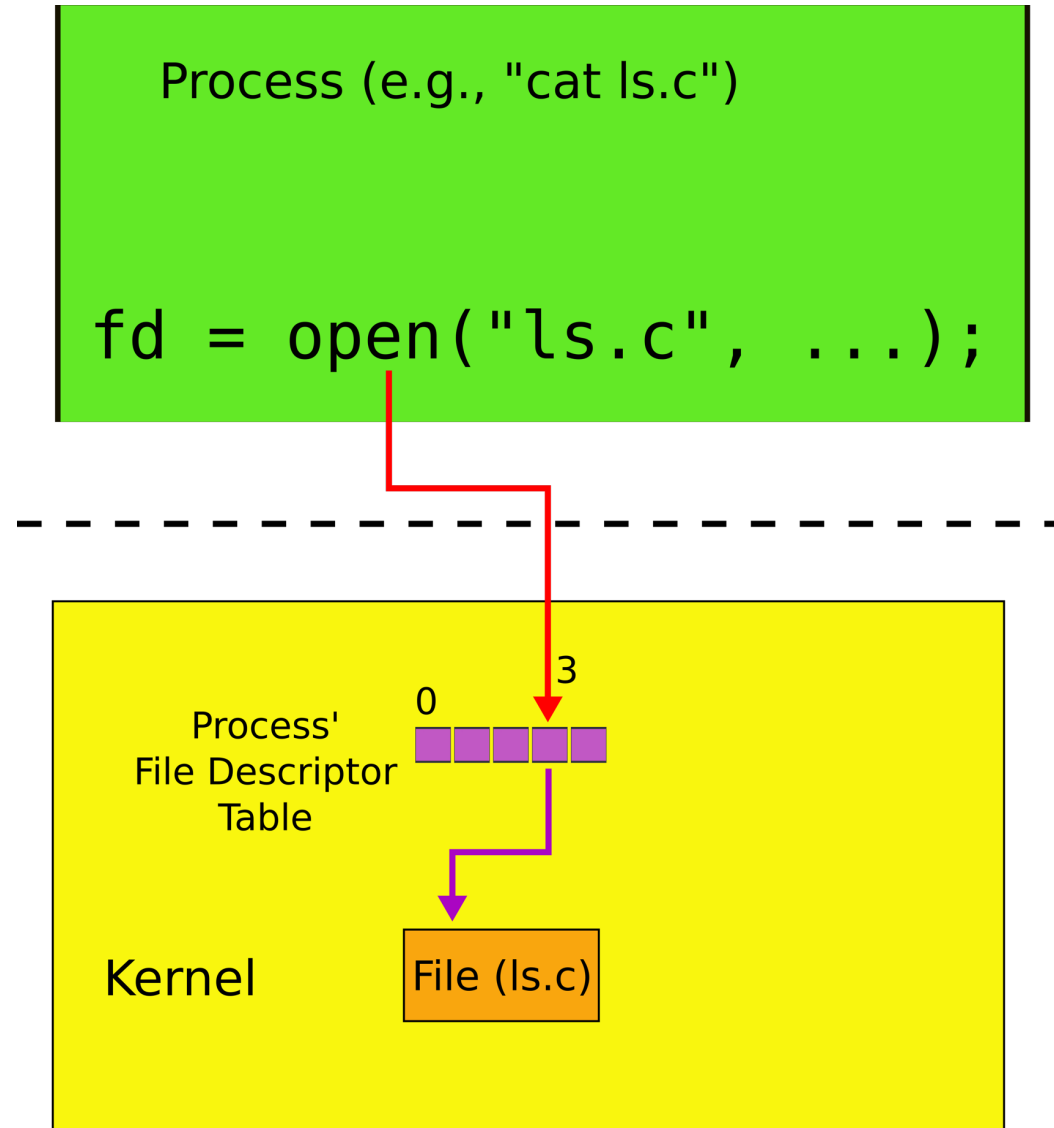 Process (e.g., "cat ls.c")
fd = open("ls.c", ...);
3
0
Process'
File Descriptor
Table
Kernel
File (ls.c)